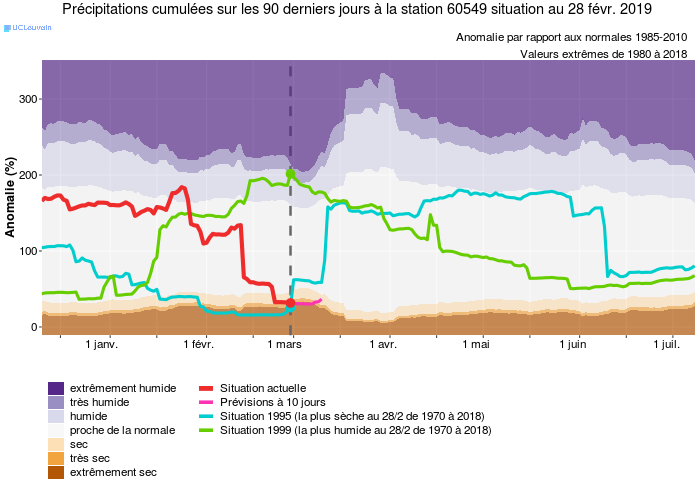 Précipitations cumulées sur les 90 derniers jours à la station 60549 situation au 28 févr. 2019
UCLouvain
Anomalie par rapport aux normales 1985-2010
Valeurs extrêmes de 1980 à 2018
Anomalie (%)
300
200
100
0
1 janv.
1 févr.
1 mars
1 avr.
1 mai
1 juin
1 juil.
extrêmement humide
très humide
humide
proche de la normale
sec
très sec
extrêmement sec
Situation actuelle
Prévisions à 10 jours
Situation 1995 (la plus sèche au 28/2 de 1970 à 2018)
Situation 1999 (la plus humide au 28/2 de 1970 à 2018)